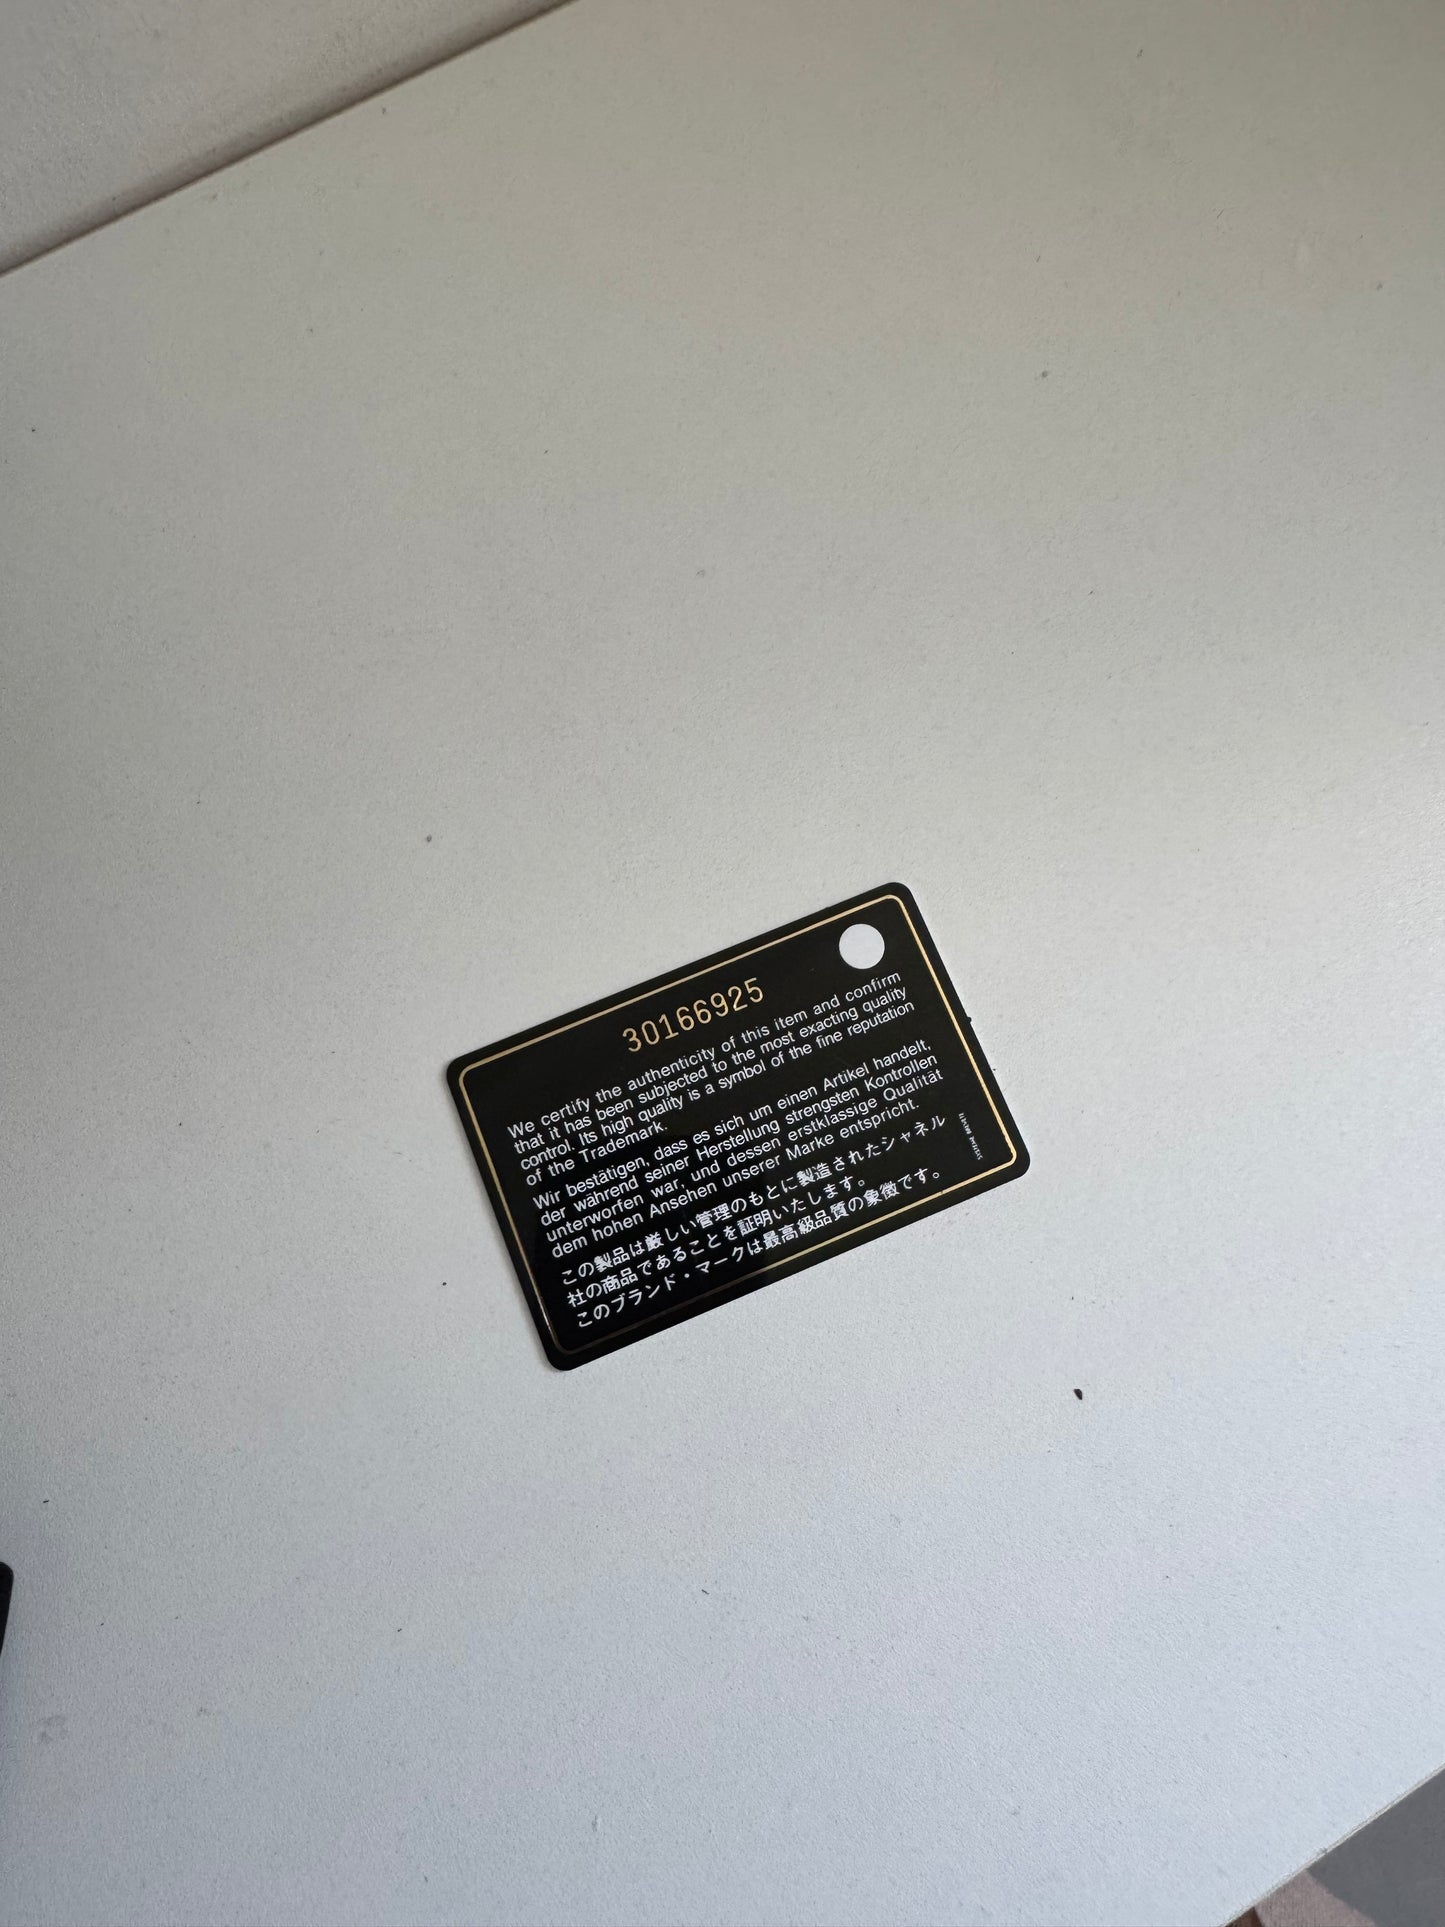 30166925
We certify the authenticity of this item and confirm
that it has been subjected to the most exacting quality
control. Its high quality is a symbol of the fine reputation
of the Trademark.
Wir bestätigen, dass es sich um einen Artikel handelt,
der während seiner Herstellung strengsten Kontrollen
unterworfen war, und dessen erstklassige Qualität
dem hohen Ansehen unserer Marke entspricht.
この製品は厳しい管理のもとに製造されたシャネル
社の商品であることを証明いたします。
このブランド・マークは最高級品質の象徴です。